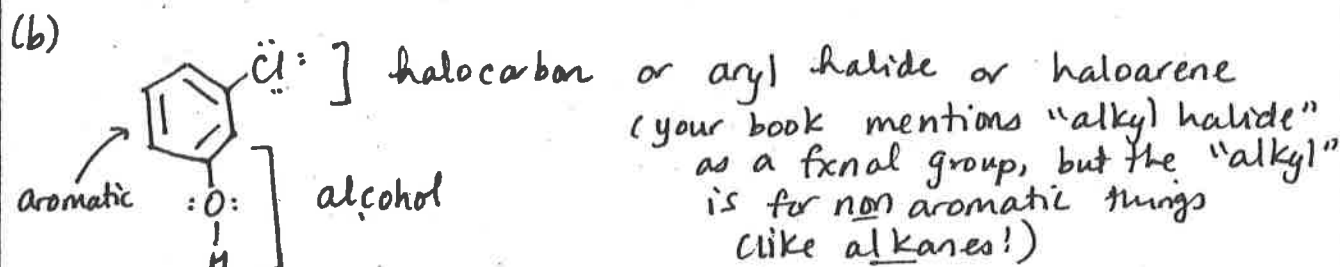 (b)
Cl ] halocarbon or aryl halide or haloarene
(your book mentions "alkyl halide"
as a fxnal group, but the "alkyl"
aromatic :O: ] alcohol is for non aromatic things
H (like alkanes!)